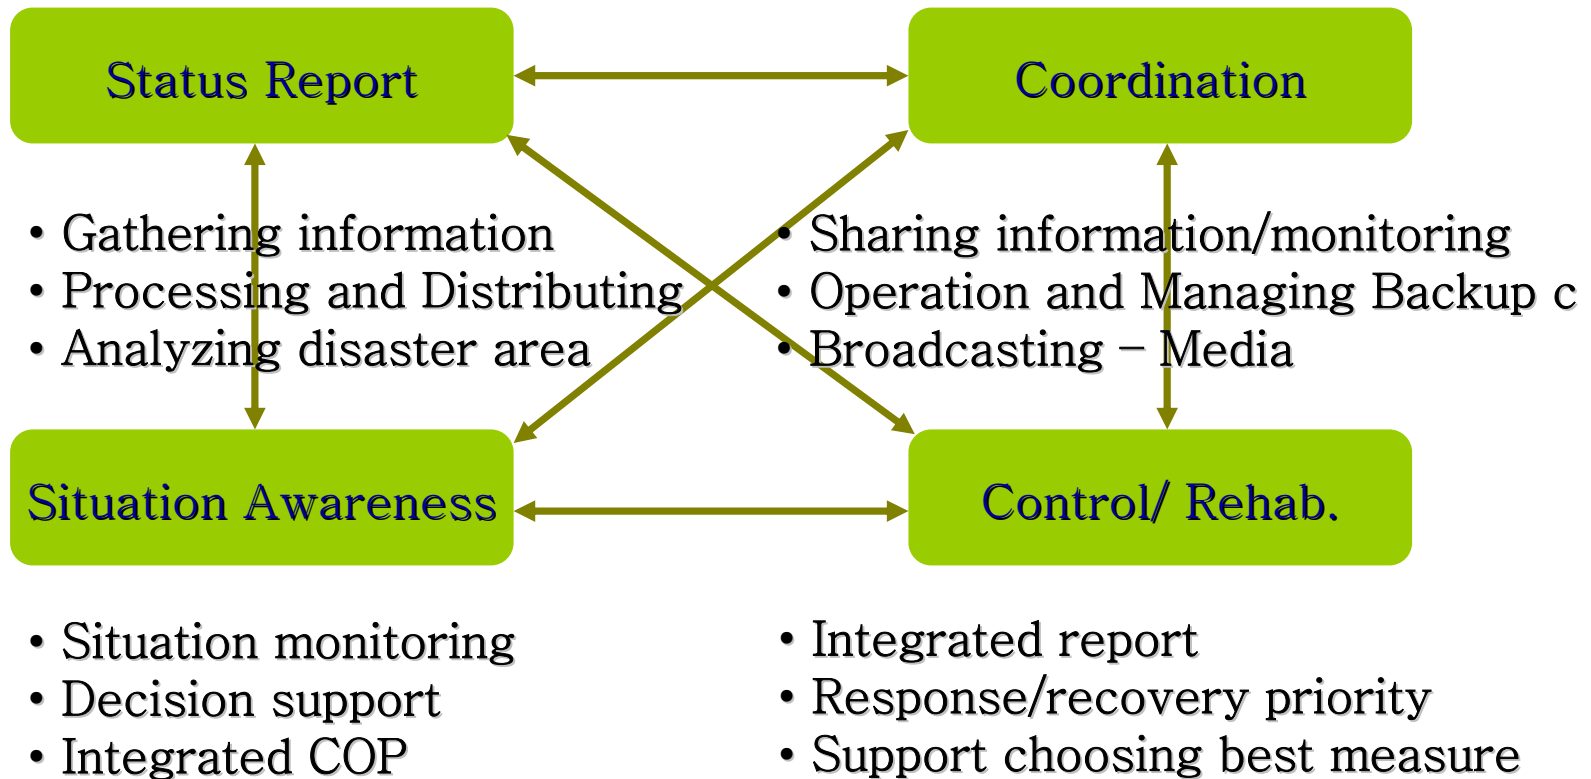 Status Report
Coordination
• Gathering information
• Processing and Distributing
• Analyzing disaster area
• Sharing information/monitoring
• Operation and Managing Backup c
• Broadcasting – Media
Situation Awareness
Control/ Rehab.
• Situation monitoring
• Decision support
• Integrated COP
• Integrated report
• Response/recovery priority
• Support choosing best measure